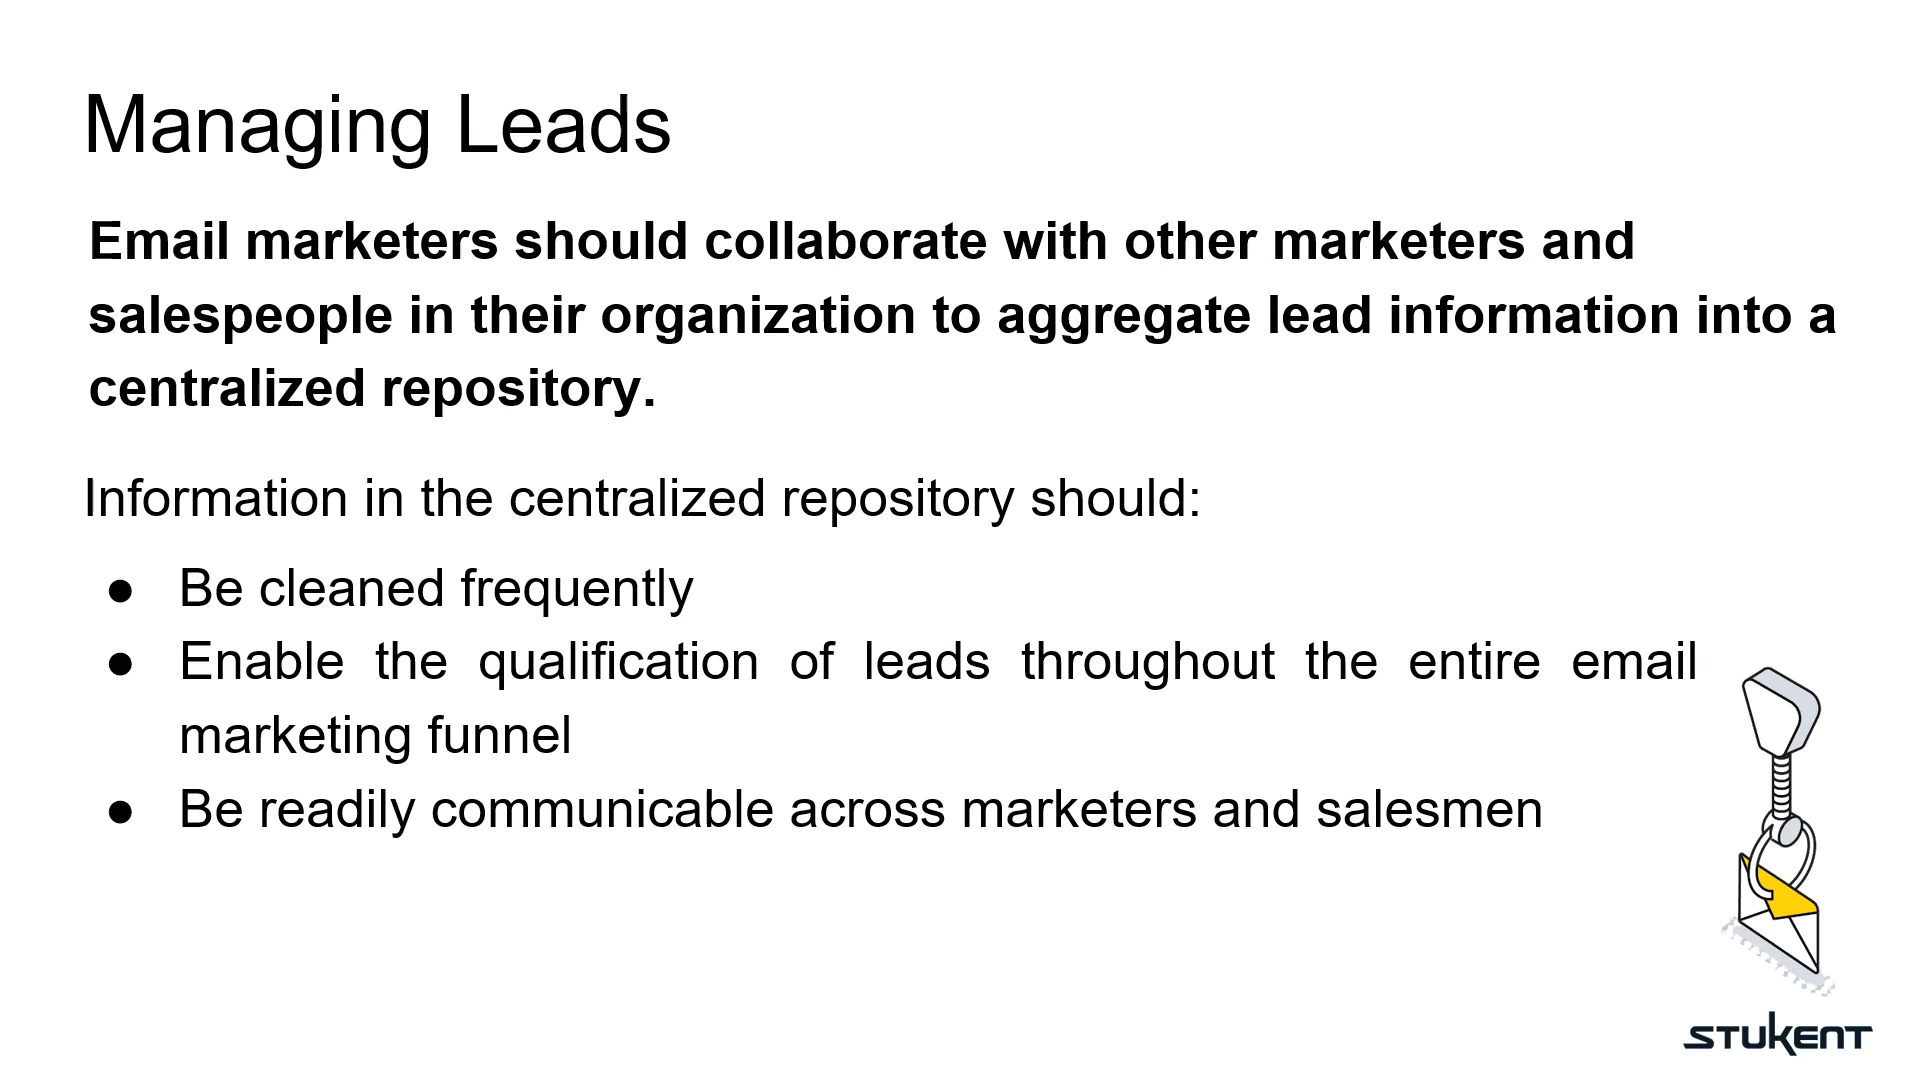 Managing Leads
Email marketers should collaborate with other marketers and
salespeople in their organization to aggregate lead information into a
centralized repository.
Information in the centralized repository should:
● Be cleaned frequently
● Enable the qualification of leads throughout the entire email
marketing funnel
● Be readily communicable across marketers and salesmen
STUKENT